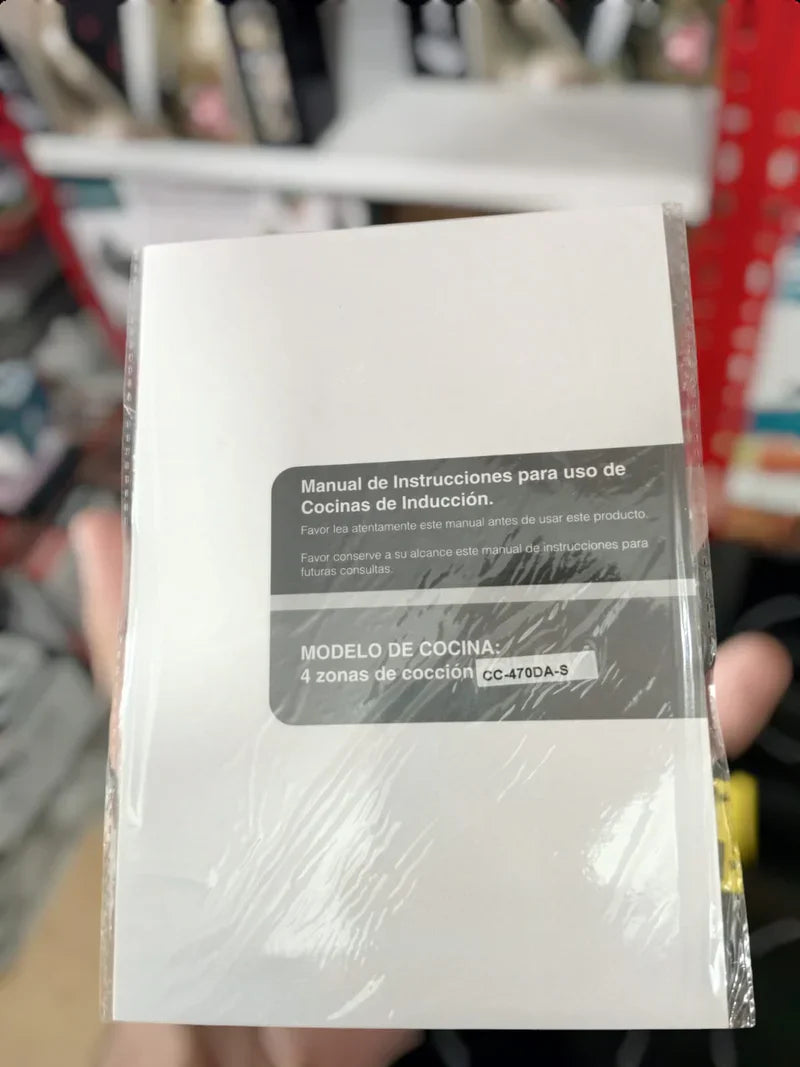 Manual de Instrucciones para uso de
Cocinas de Inducción.
Favor lea atentamente este manual antes de usar este producto.
Favor conserve a su alcance este manual de instrucciones para
futuras consultas.
MODELO DE COCINA:
4 zonas de cocción CC-470DA-S